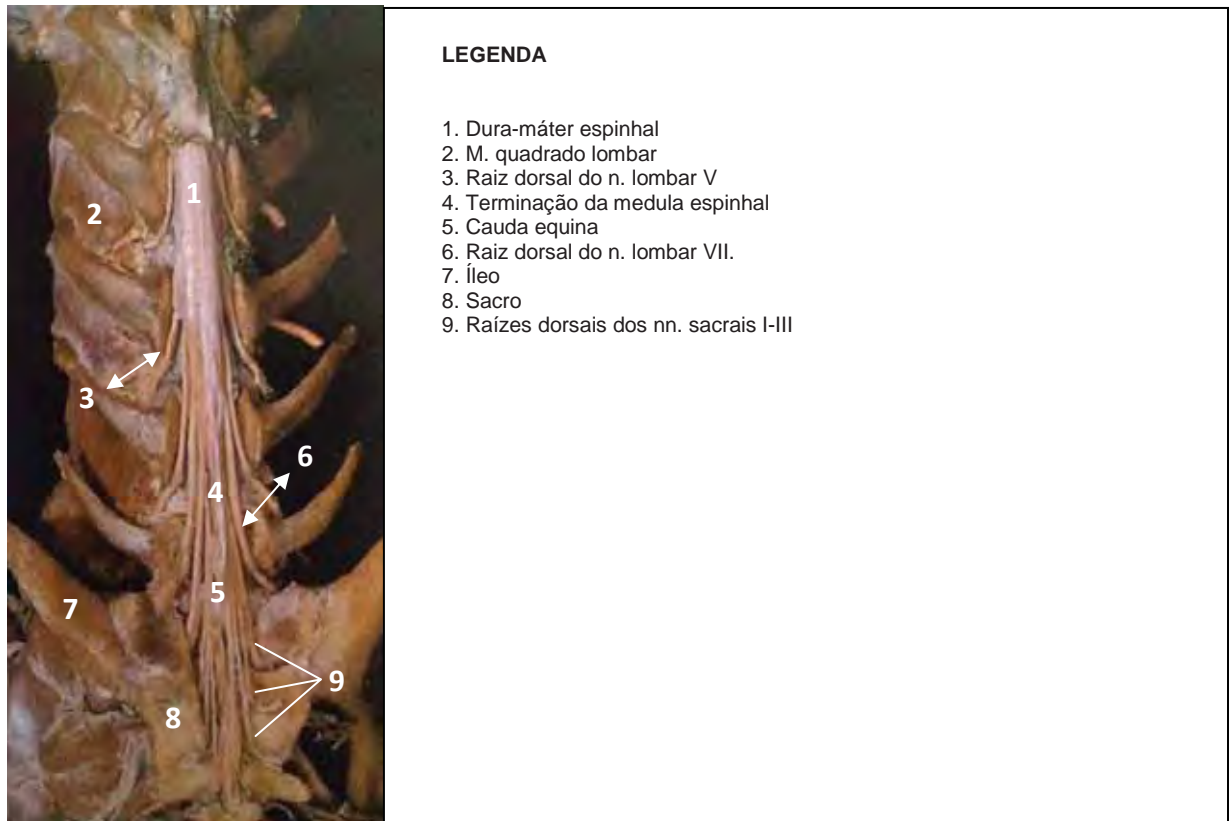 LEGENDA
1. Dura-máter espinhal
2. M. quadrado lombar
3. Raiz dorsal do n. lombar V
4. Terminação da medula espinhal
5. Cauda equina
6. Raiz dorsal do n. lombar VII.
7. Íleo
8. Sacro
9. Raízes dorsais dos nn. sacrais I-III
1
2
3
4
6
5
7
9
8